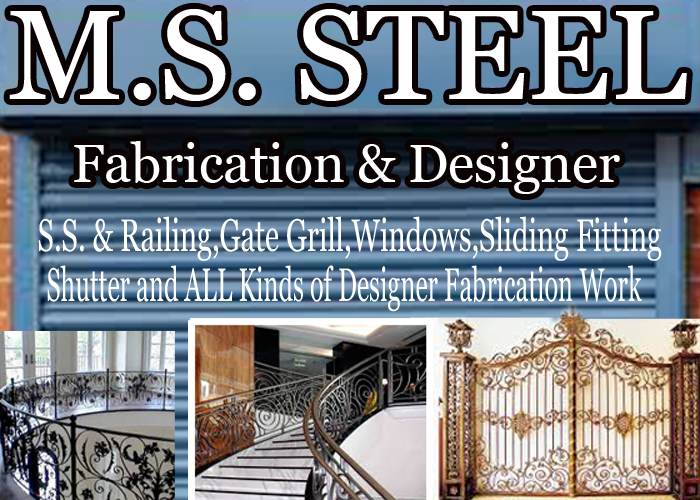 M.S. STEEL
Fabrication & Designer
S.S. & Railing,Gate Grill,Windows,Sliding Fitting
Shutter and ALL Kinds of Designer Fabrication Work